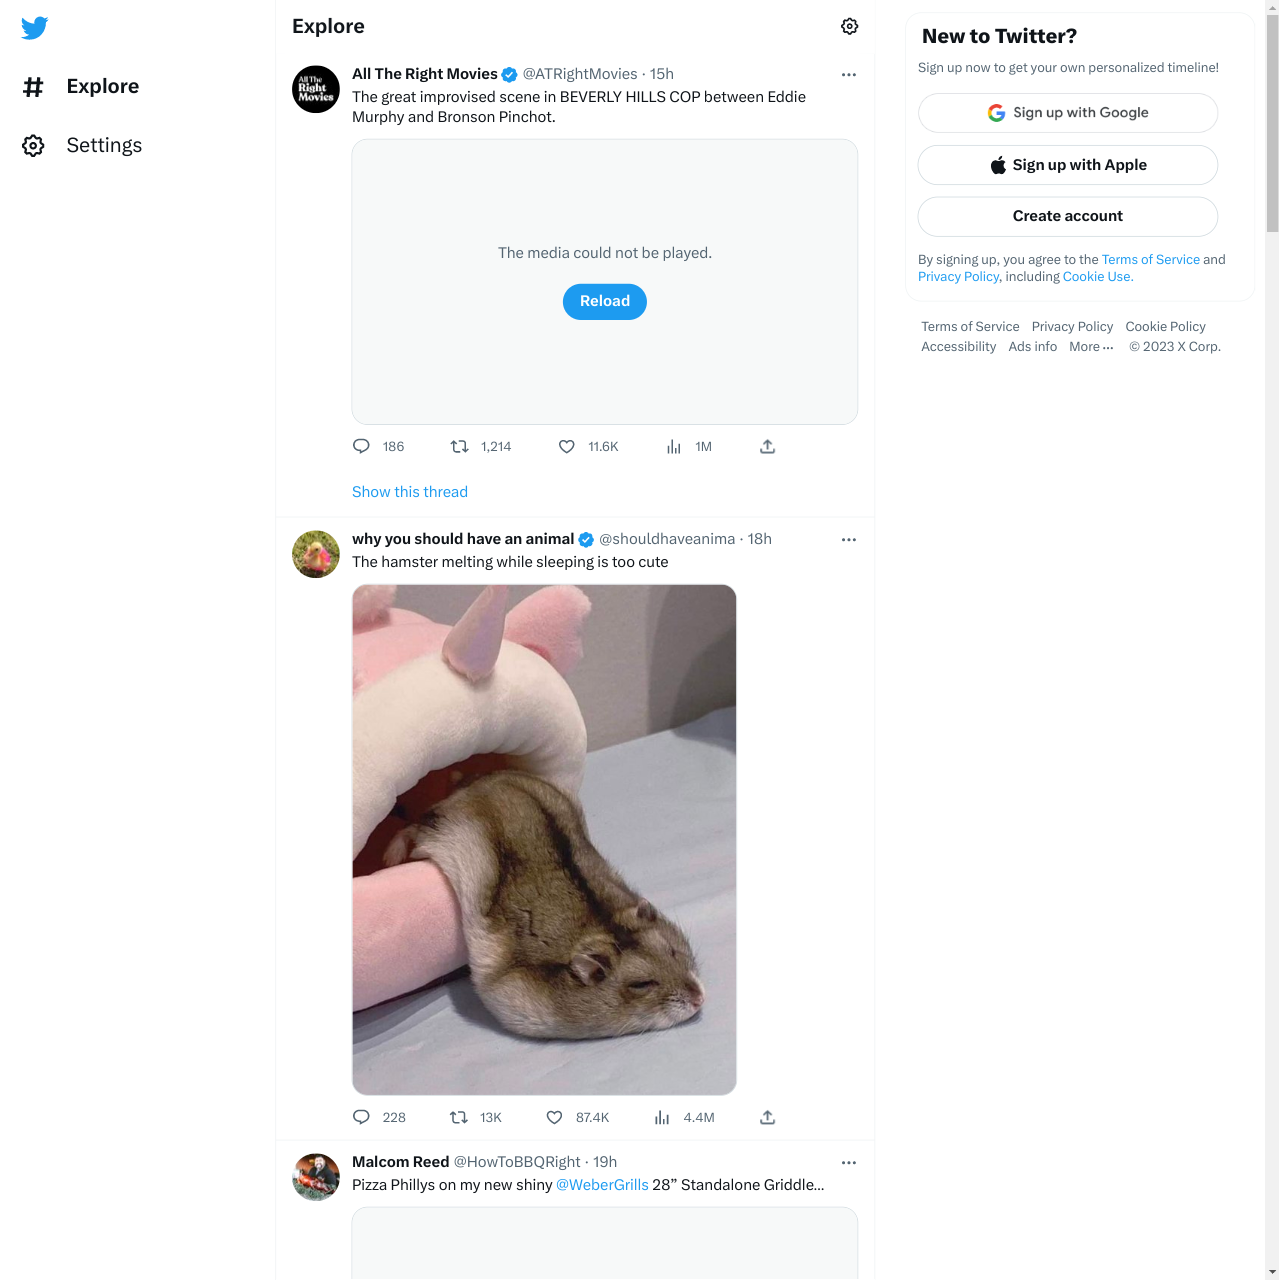 Explore
Settings
Explore
All The Right Movies @ATRightMovies · 15h
All The
Right
Movies
The great improvised scene in BEVERLY HILLS COP between Eddie
Murphy and Bronson Pinchot.
The media could not be played.
Reload
186 1,214 11.6K 1M
Show this thread
why you should have an animal @shouldhaveanima · 18h
The hamster melting while sleeping is too cute
228 13K 87.4K 4.4M
Malcom Reed @HowToBBQRight · 19h
Pizza Phillys on my new shiny @WeberGrills 28” Standalone Griddle...
New to Twitter?
Sign up now to get your own personalized timeline!
Sign up with Google
Sign up with Apple
Create account
By signing up, you agree to the Terms of Service and
Privacy Policy, including Cookie Use.
Terms of Service Privacy Policy Cookie Policy
Accessibility Ads info More ... © 2023 X Corp.